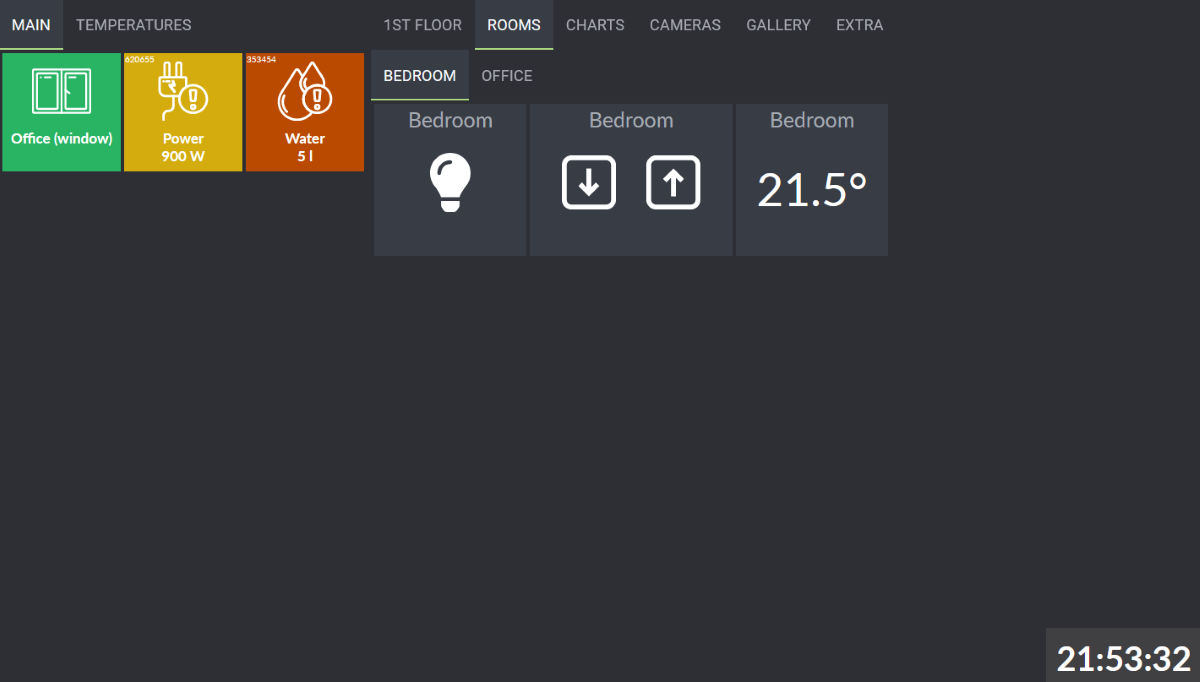 MAIN TEMPERATURES
1ST FLOOR ROOMS CHARTS CAMERAS GALLERY EXTRA
BEDROOM OFFICE
Office (window)
620655
Power
900 W
353454
Water
5 l
Bedroom
Bedroom
Bedroom
21.5°
21:53:32